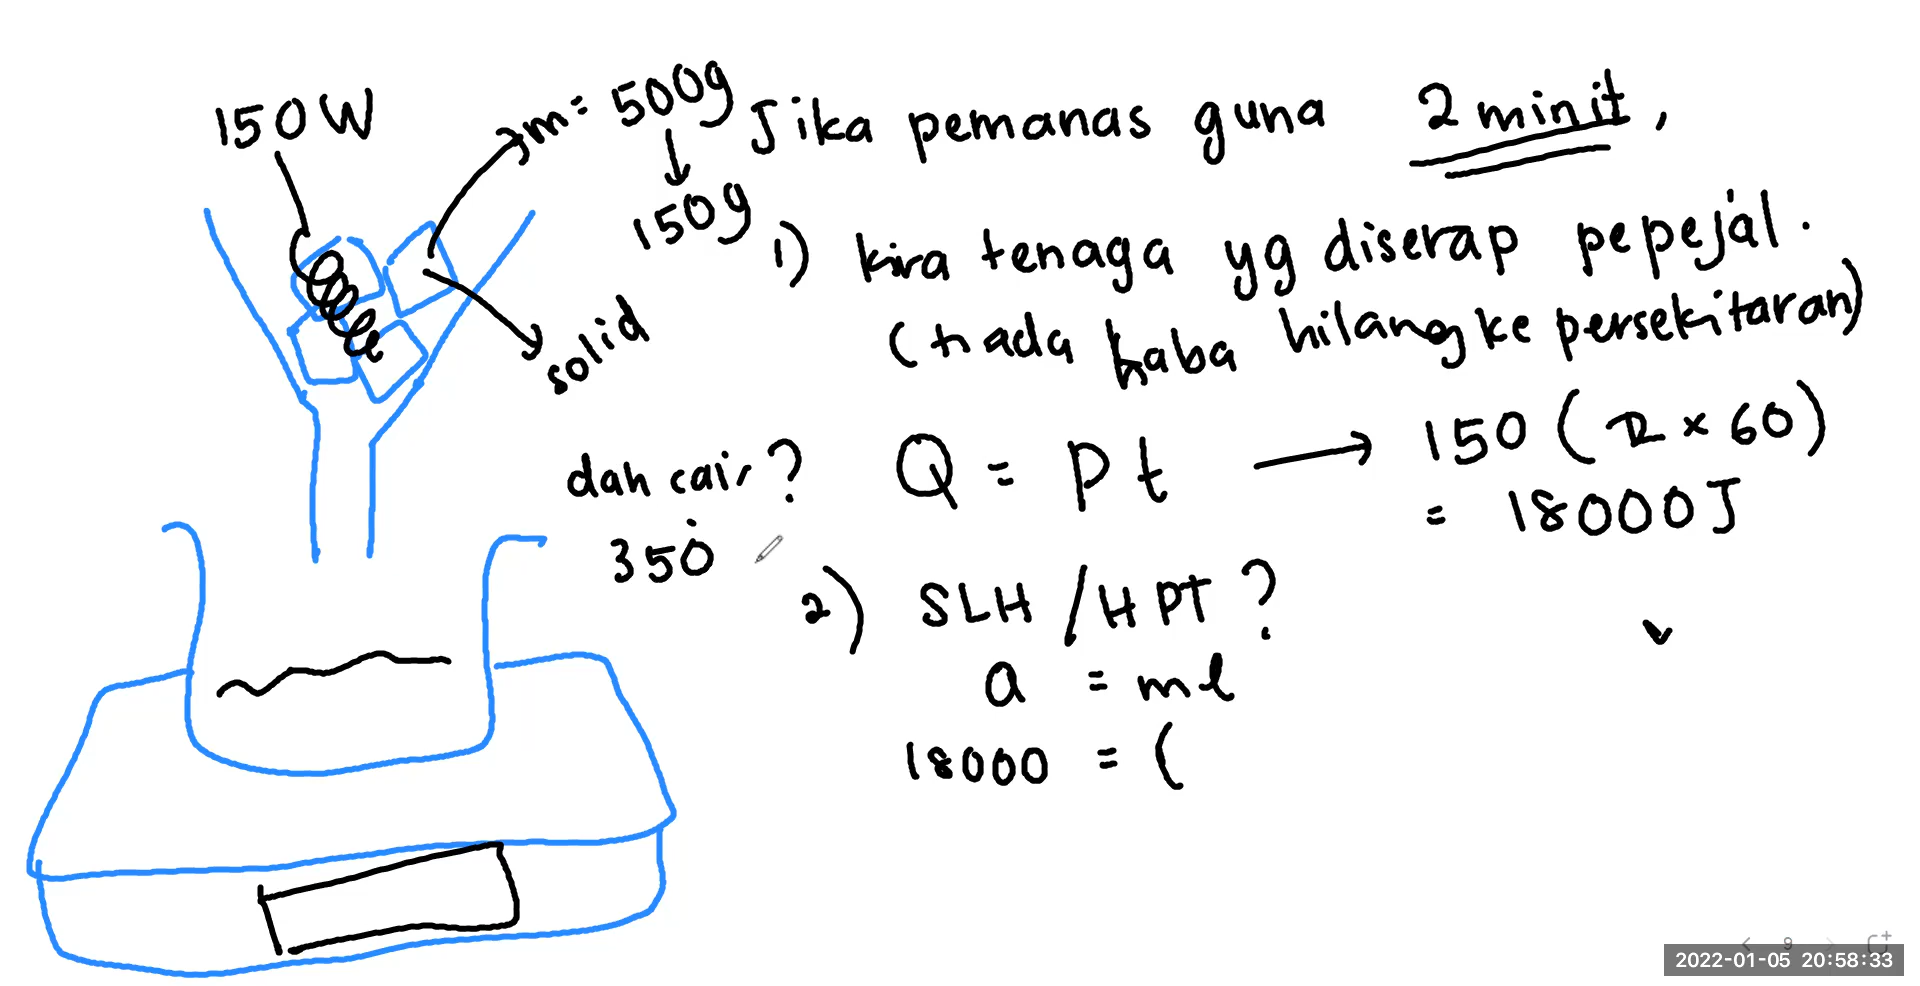 150W
m = 500g
150g
solid
Jika pemanas guna 2 minit,
1) kira tenaga yg diserap pepejal.
(tiada haba hilang ke persekitaran)
dah cair?
350
Q = Pt → 150 (2 × 60)
= 18000J
2) SLH / HPT?
Q = ml
18000 = (
9
2022-01-05 20:58:33